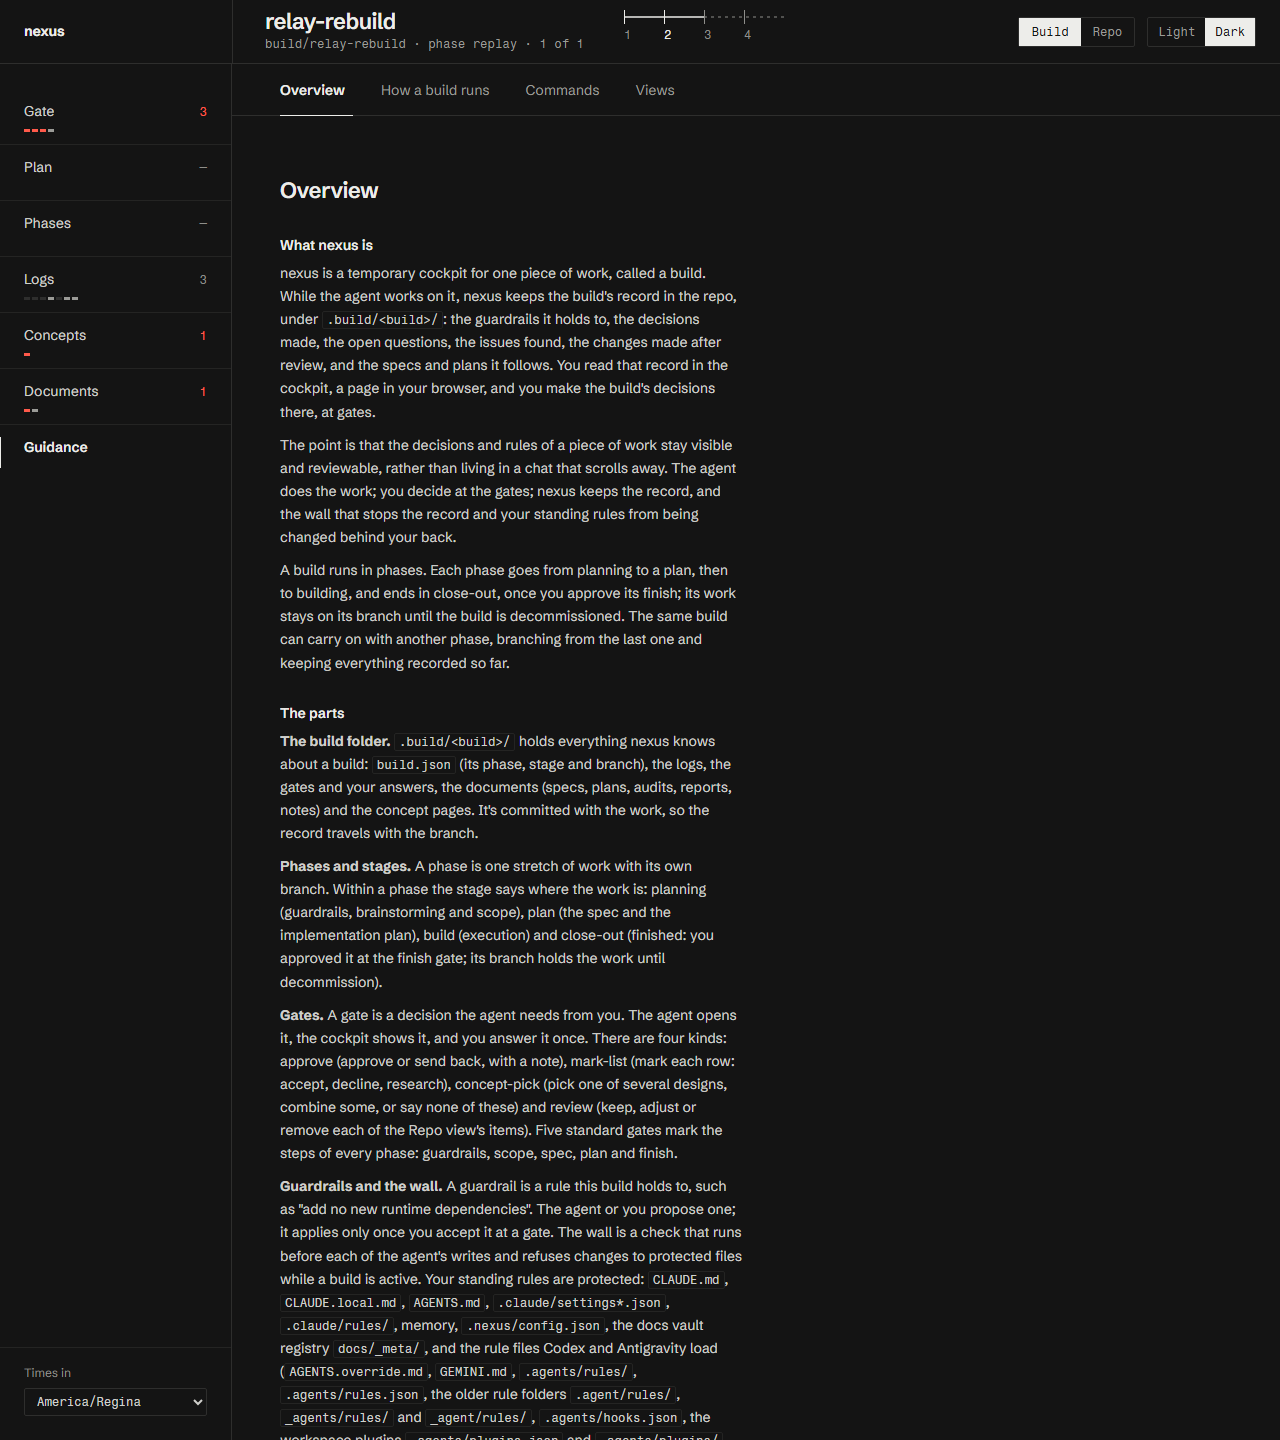 nexus
relay-rebuild
build/relay-rebuild · phase replay · 1 of 1
1 2 3 4
Build Repo
Light Dark
Gate 3
Plan –
Phases –
Logs 3
Concepts 1
Documents 1
Guidance
Overview How a build runs Commands Views
Overview
What nexus is
nexus is a temporary cockpit for one piece of work, called a build.
While the agent works on it, nexus keeps the build's record in the repo,
under .build/<build>/ : the guardrails it holds to, the decisions
made, the open questions, the issues found, the changes made after
review, and the specs and plans it follows. You read that record in the
cockpit, a page in your browser, and you make the build's decisions
there, at gates.
The point is that the decisions and rules of a piece of work stay visible
and reviewable, rather than living in a chat that scrolls away. The agent
does the work; you decide at the gates; nexus keeps the record, and
the wall that stops the record and your standing rules from being
changed behind your back.
A build runs in phases. Each phase goes from planning to a plan, then
to building, and ends in close-out, once you approve its finish; its work
stays on its branch until the build is decommissioned. The same build
can carry on with another phase, branching from the last one and
keeping everything recorded so far.
The parts
The build folder. .build/<build>/ holds everything nexus knows
about a build: build.json (its phase, stage and branch), the logs, the
gates and your answers, the documents (specs, plans, audits, reports,
notes) and the concept pages. It's committed with the work, so the
record travels with the branch.
Phases and stages. A phase is one stretch of work with its own
branch. Within a phase the stage says where the work is: planning
(guardrails, brainstorming and scope), plan (the spec and the
implementation plan), build (execution) and close-out (finished: you
approved it at the finish gate; its branch holds the work until
decommission).
Gates. A gate is a decision the agent needs from you. The agent opens
it, the cockpit shows it, and you answer it once. There are four kinds:
approve (approve or send back, with a note), mark-list (mark each row:
accept, decline, research), concept-pick (pick one of several designs,
combine some, or say none of these) and review (keep, adjust or
remove each of the Repo view's items). Five standard gates mark the
steps of every phase: guardrails, scope, spec, plan and finish.
Guardrails and the wall. A guardrail is a rule this build holds to, such
as "add no new runtime dependencies". The agent or you propose one;
it applies only once you accept it at a gate. The wall is a check that runs
before each of the agent's writes and refuses changes to protected files
while a build is active. Your standing rules are protected: CLAUDE.md ,
CLAUDE.local.md , AGENTS.md , .claude/settings*.json ,
.claude/rules/ , memory, .nexus/config.json , the docs vault
registry docs/_meta/ , and the rule files Codex and Antigravity load
( AGENTS.override.md , GEMINI.md , .agents/rules/ ,
.agents/rules.json , the older rule folders .agent/rules/ ,
_agents/rules/ and _agent/rules/ , .agents/hooks.json , the
workspace plugins .agents/plugins.json and .agents/plugins/
Times in
America/Regina